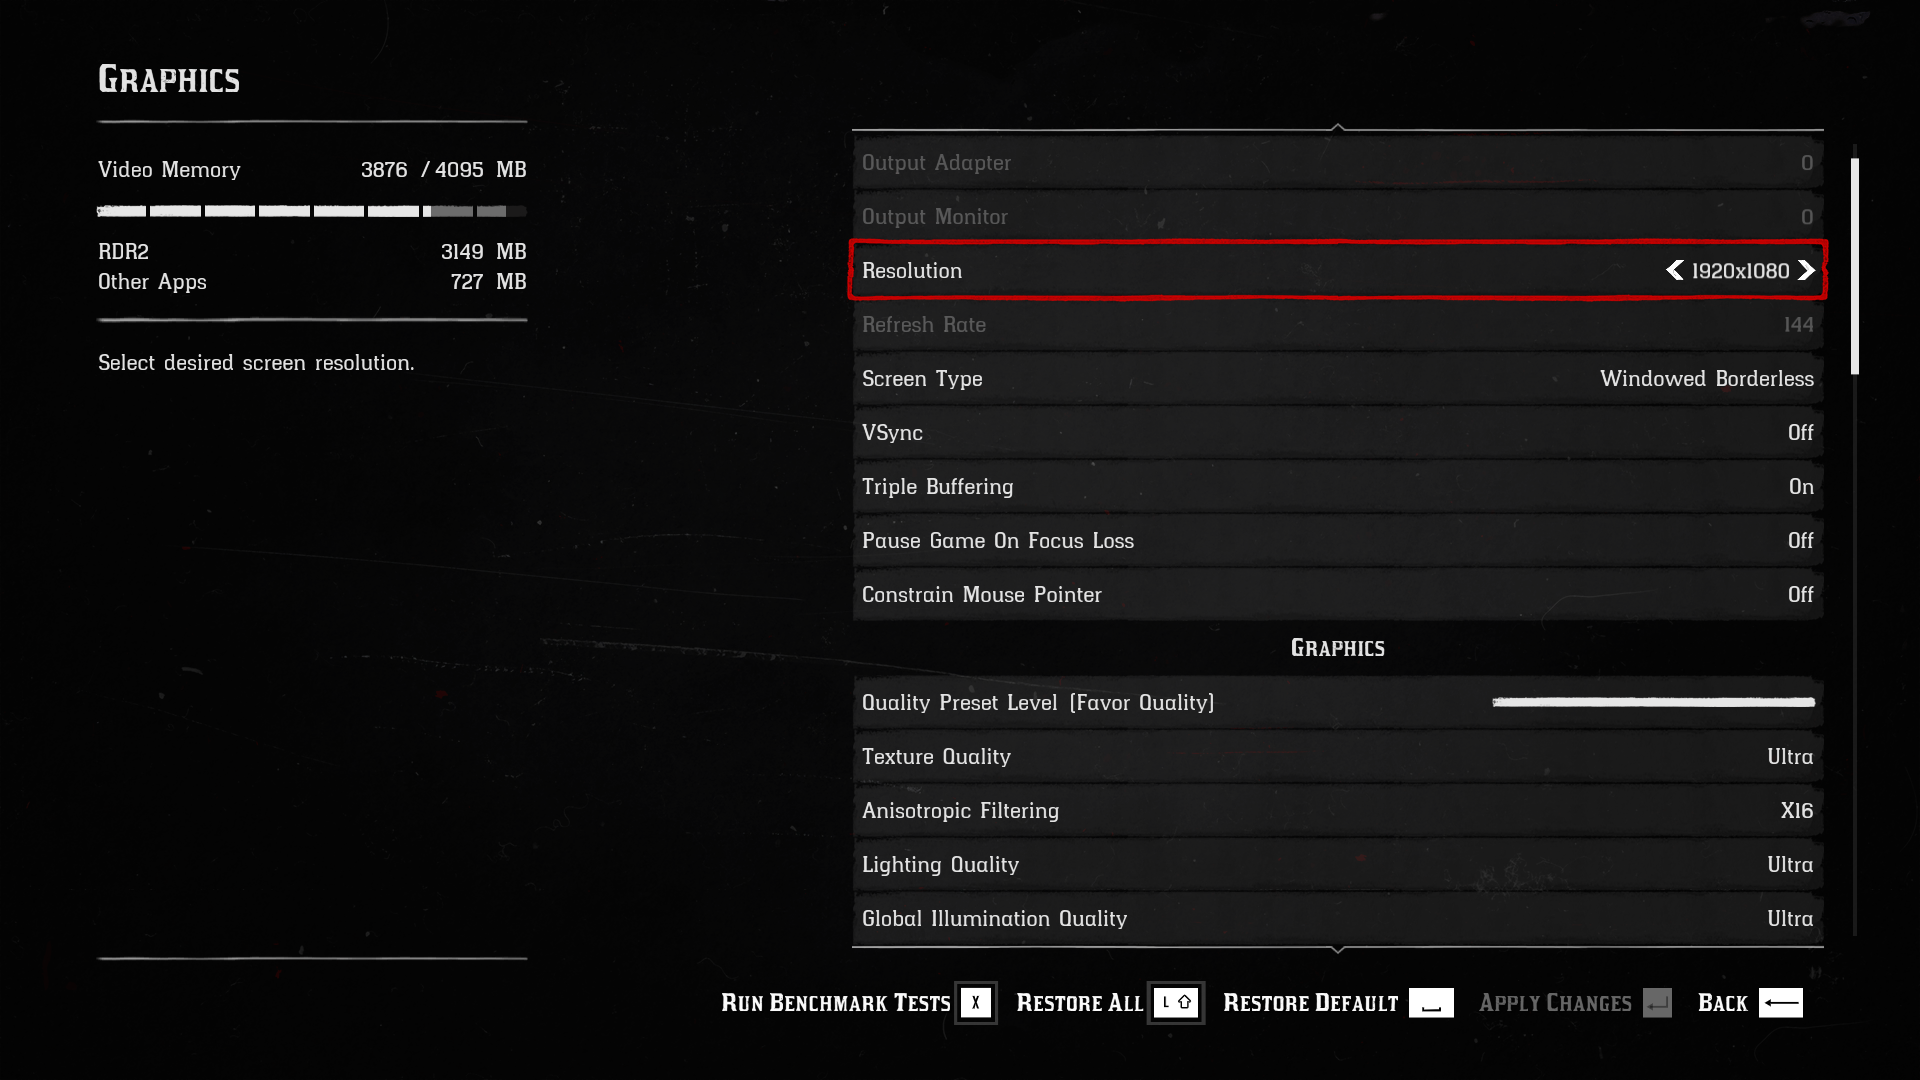 GRAPHICS
Video Memory 3876 / 4095 MB
RDR2 3149 MB
Other Apps 727 MB
Select desired screen resolution.
Output Adapter 0
Output Monitor 0
Resolution 1920x1080
Refresh Rate 144
Screen Type Windowed Borderless
VSync Off
Triple Buffering On
Pause Game On Focus Loss Off
Constrain Mouse Pointer Off
GRAPHICS
Quality Preset Level (Favor Quality)
Texture Quality Ultra
Anisotropic Filtering X16
Lighting Quality Ultra
Global Illumination Quality Ultra
RUN BENCHMARK TESTS X RESTORE ALL L RESTORE DEFAULT APPLY CHANGES BACK